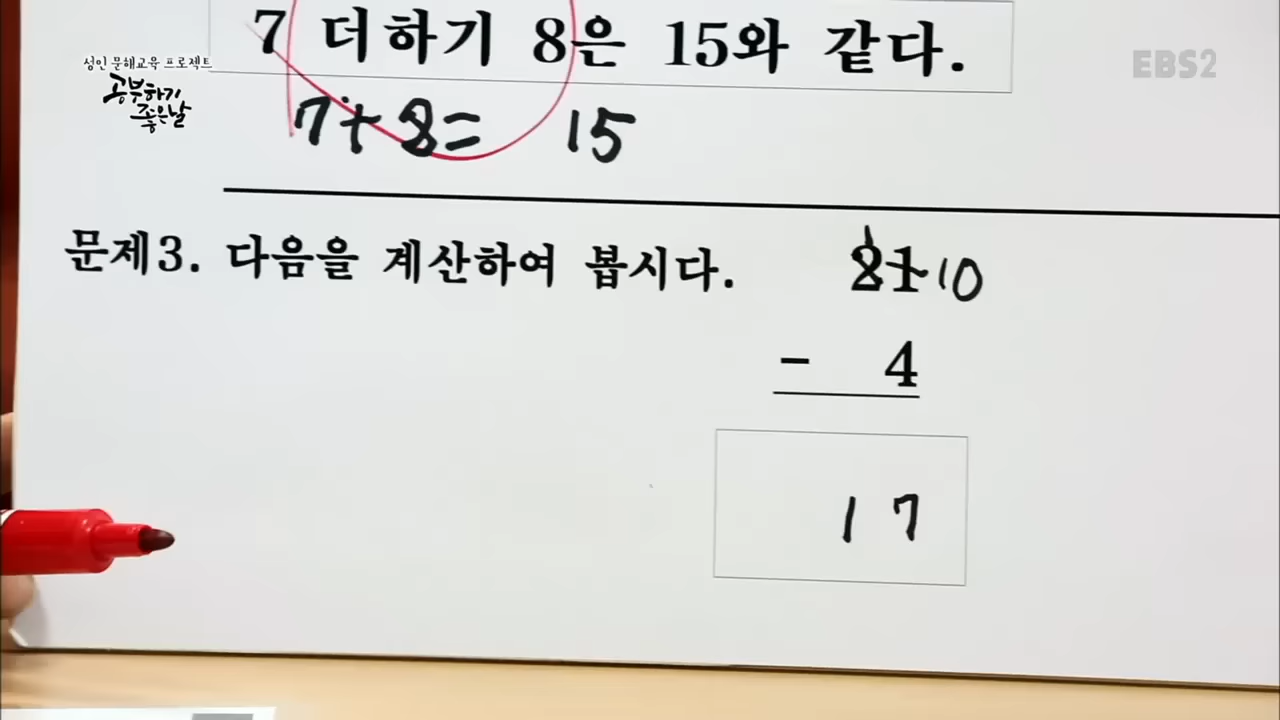 7 더하기 8은 15와 같다.
성인 문해교육 프로젝트
공부하기
좋은날
EBS2
7+8= 15
문제3. 다음을 계산하여 봅시다.
1
21 10
- 4
17